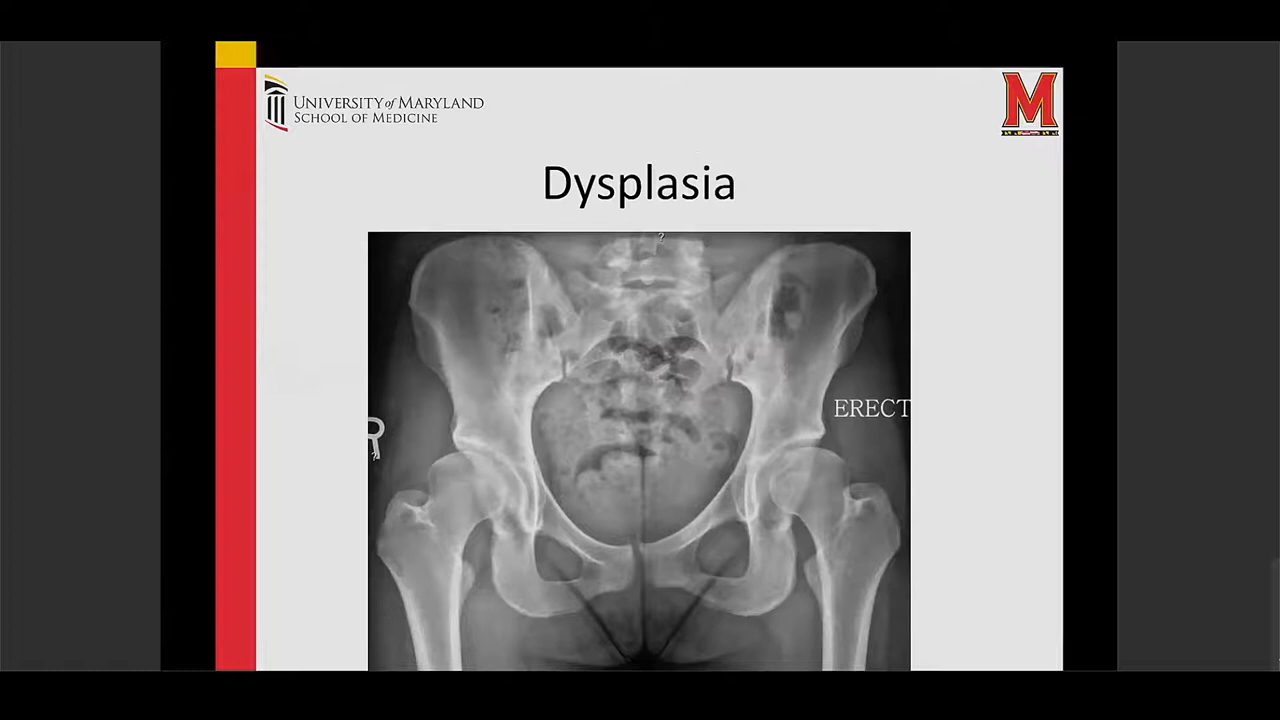 UNIVERSITY of MARYLAND
SCHOOL OF MEDICINE
M
Dysplasia
?
ERECT
R
?